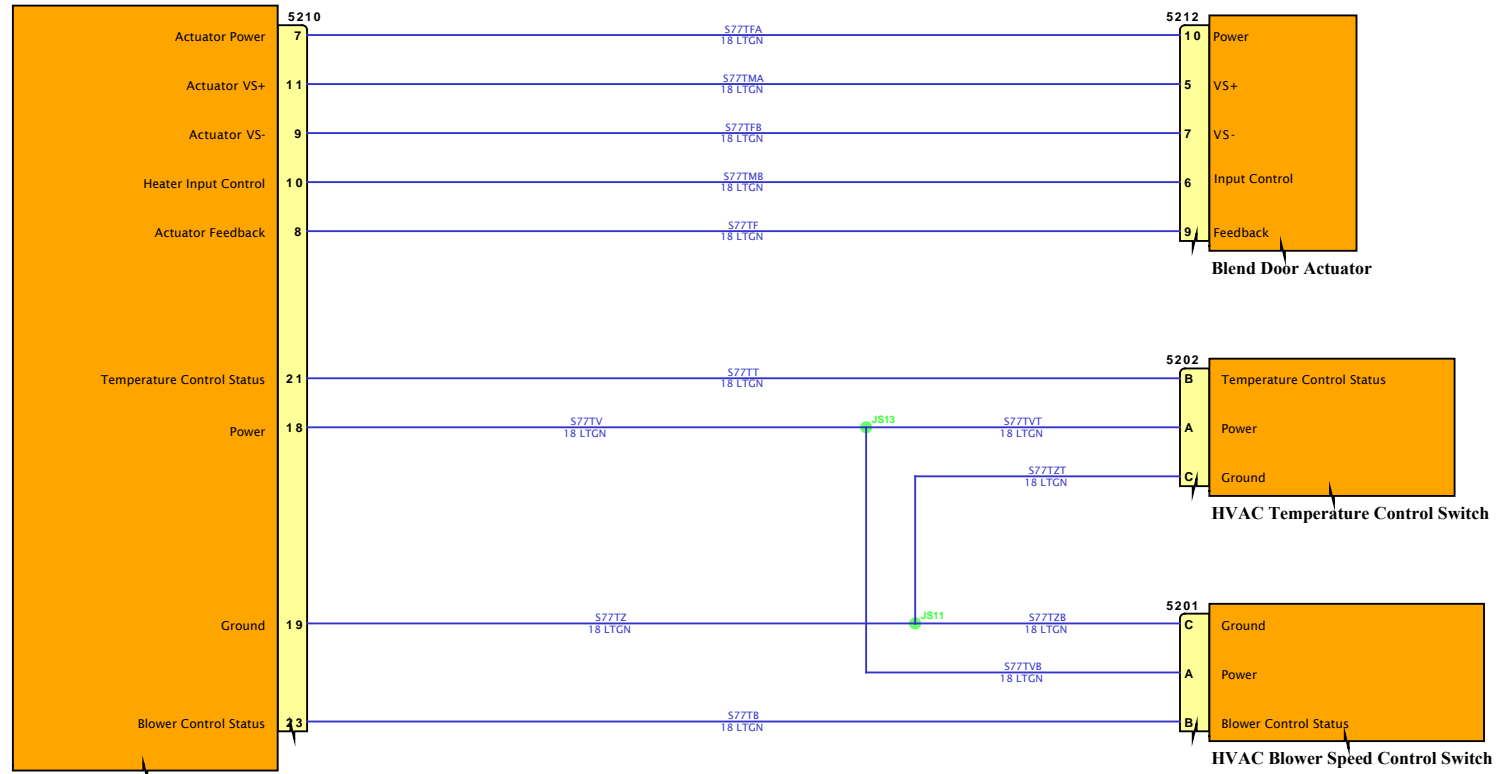 5210
5212
Actuator Power 7 S77TFA 10 Power
18 LTGN
Actuator VS+ 11 S77TMA 5 VS+
18 LTGN
Actuator VS- 9 S77TFB 7 VS-
18 LTGN
Heater Input Control 10 S77TMB 6 Input Control
18 LTGN
Actuator Feedback 8 S77TF 9 Feedback
18 LTGN
Blend Door Actuator
5202
Temperature Control Status 21 S77TT B Temperature Control Status
18 LTGN
JS13
Power 18 S77TV S77TVT A Power
18 LTGN 18 LTGN
S77TZT C Ground
18 LTGN
HVAC Temperature Control Switch
5201
JS11
Ground 19 S77TZ S77TZB C Ground
18 LTGN 18 LTGN
S77TVB A Power
18 LTGN
Blower Control Status 23 S77TB B Blower Control Status
18 LTGN
HVAC Blower Speed Control Switch